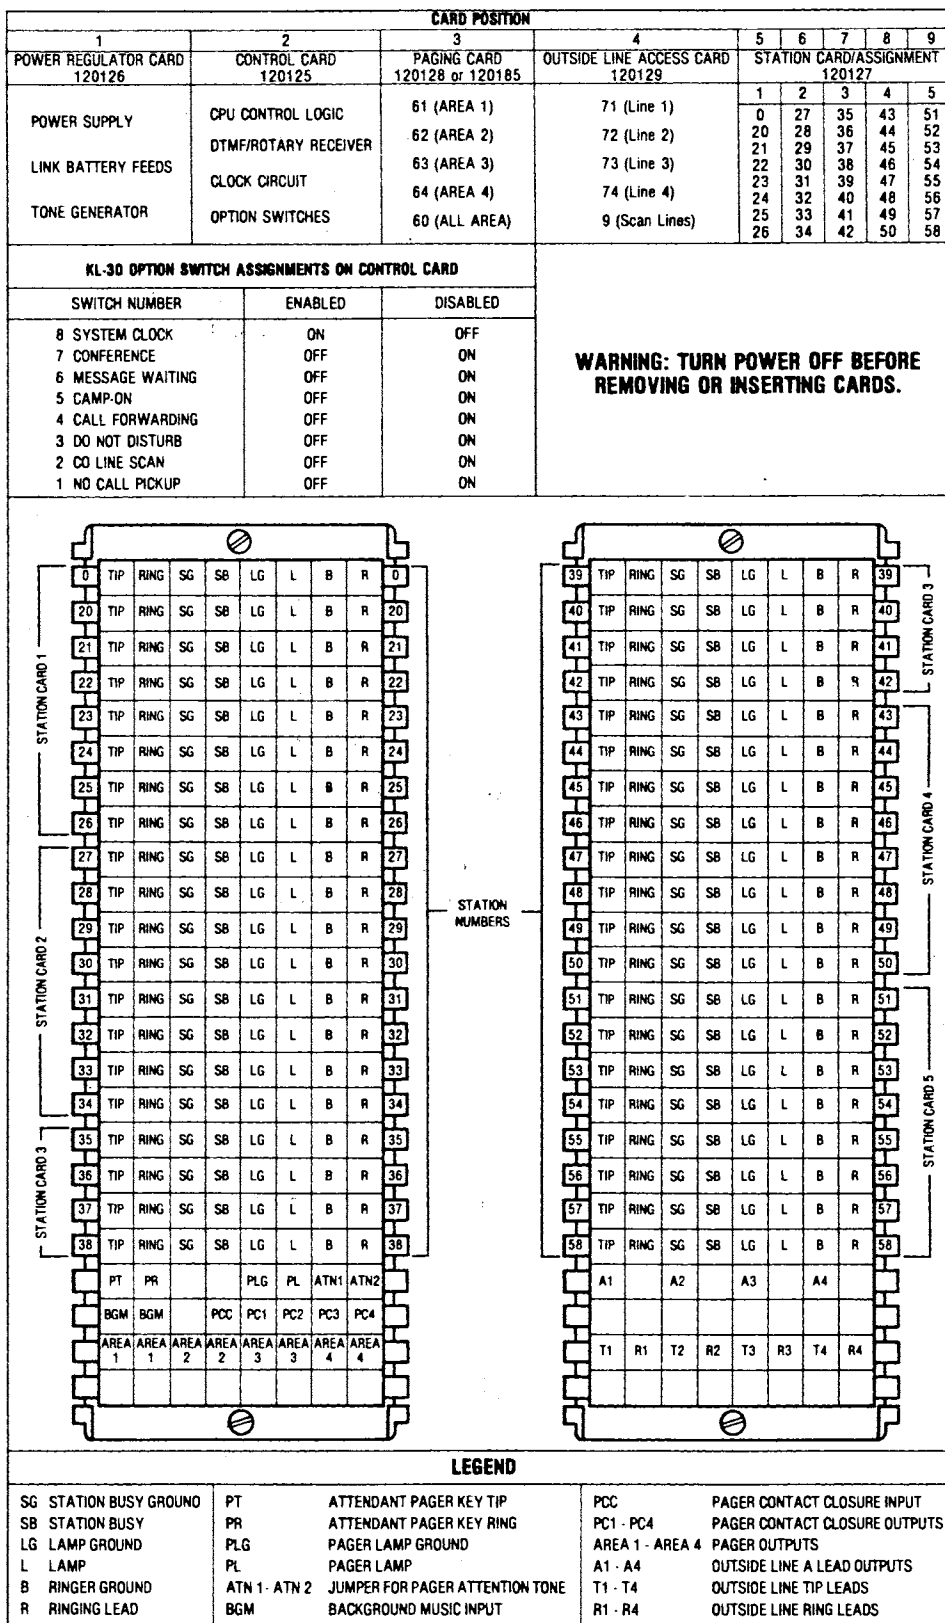 CARD POSITION
1 2 3 4 5 6 7 8 9
POWER REGULATOR CARD 120126
CONTROL CARD 120125
PAGING CARD 120128 or 120185
OUTSIDE LINE ACCESS CARD 120129
STATION CARD/ASSIGNMENT 120127
POWER SUPPLY
LINK BATTERY FEEDS
TONE GENERATOR
CPU CONTROL LOGIC
DTMF/ROTARY RECEIVER
CLOCK CIRCUIT
OPTION SWITCHES
61 (AREA 1)
62 (AREA 2)
63 (AREA 3)
64 (AREA 4)
60 (ALL AREA)
71 (Line 1)
72 (Line 2)
73 (Line 3)
74 (Line 4)
9 (Scan Lines)
1 2 3 4 5
0 27 35 43 51
20 28 36 44 52
21 29 37 45 53
22 30 38 46 54
23 31 39 47 55
24 32 40 48 56
25 33 41 49 57
26 34 42 50 58
KL-30 OPTION SWITCH ASSIGNMENTS ON CONTROL CARD
SWITCH NUMBER ENABLED DISABLED
8 SYSTEM CLOCK ON OFF
7 CONFERENCE OFF ON
6 MESSAGE WAITING OFF ON
5 CAMP-ON OFF ON
4 CALL FORWARDING OFF ON
3 DO NOT DISTURB OFF ON
2 CO LINE SCAN OFF ON
1 NO CALL PICKUP OFF ON
WARNING: TURN POWER OFF BEFORE
REMOVING OR INSERTING CARDS.
STATION CARD 1
STATION CARD 2
STATION CARD 3
0 TIP RING SG SB LG L B R 0
20 TIP RING SG SB LG L B R 20
21 TIP RING SG SB LG L B R 21
22 TIP RING SG SB LG L B R 22
23 TIP RING SG SB LG L B R 23
24 TIP RING SG SB LG L B R 24
25 TIP RING SG SB LG L B R 25
26 TIP RING SG SB LG L B R 26
27 TIP RING SG SB LG L B R 27
28 TIP RING SG SB LG L B R 28
29 TIP RING SG SB LG L B R 29
30 TIP RING SG SB LG L B R 30
31 TIP RING SG SB LG L B R 31
32 TIP RING SG SB LG L B R 32
33 TIP RING SG SB LG L B R 33
34 TIP RING SG SB LG L B R 34
35 TIP RING SG SB LG L B R 35
36 TIP RING SG SB LG L B R 36
37 TIP RING SG SB LG L B R 37
38 TIP RING SG SB LG L B R 38
PT PR PLG PL ATN1 ATN2
BGM BGM PCC PC1 PC2 PC3 PC4
AREA 1 AREA 1 AREA 2 AREA 2 AREA 3 AREA 3 AREA 4 AREA 4
STATION
NUMBERS
39 TIP RING SG SB LG L B R 39
40 TIP RING SG SB LG L B R 40
41 TIP RING SG SB LG L B R 41
42 TIP RING SG SB LG L B R 42
43 TIP RING SG SB LG L B R 43
44 TIP RING SG SB LG L B R 44
45 TIP RING SG SB LG L B R 45
46 TIP RING SG SB LG L B R 46
47 TIP RING SG SB LG L B R 47
48 TIP RING SG SB LG L B R 48
49 TIP RING SG SB LG L B R 49
50 TIP RING SG SB LG L B R 50
51 TIP RING SG SB LG L B R 51
52 TIP RING SG SB LG L B R 52
53 TIP RING SG SB LG L B R 53
54 TIP RING SG SB LG L B R 54
55 TIP RING SG SB LG L B R 55
56 TIP RING SG SB LG L B R 56
57 TIP RING SG SB LG L B R 57
58 TIP RING SG SB LG L B R 58
A1 A2 A3 A4
T1 R1 T2 R2 T3 R3 T4 R4
STATION CARD 3
STATION CARD 4
STATION CARD 5
LEGEND
SG STATION BUSY GROUND
SB STATION BUSY
LG LAMP GROUND
L LAMP
B RINGER GROUND
R RINGING LEAD
PT ATTENDANT PAGER KEY TIP
PR ATTENDANT PAGER KEY RING
PLG PAGER LAMP GROUND
PL PAGER LAMP
ATN 1 - ATN 2 JUMPER FOR PAGER ATTENTION TONE
BGM BACKGROUND MUSIC INPUT
PCC PAGER CONTACT CLOSURE INPUT
PC1 - PC4 PAGER CONTACT CLOSURE OUTPUTS
AREA 1 - AREA 4 PAGER OUTPUTS
A1 - A4 OUTSIDE LINE A LEAD OUTPUTS
T1 - T4 OUTSIDE LINE TIP LEADS
R1 - R4 OUTSIDE LINE RING LEADS